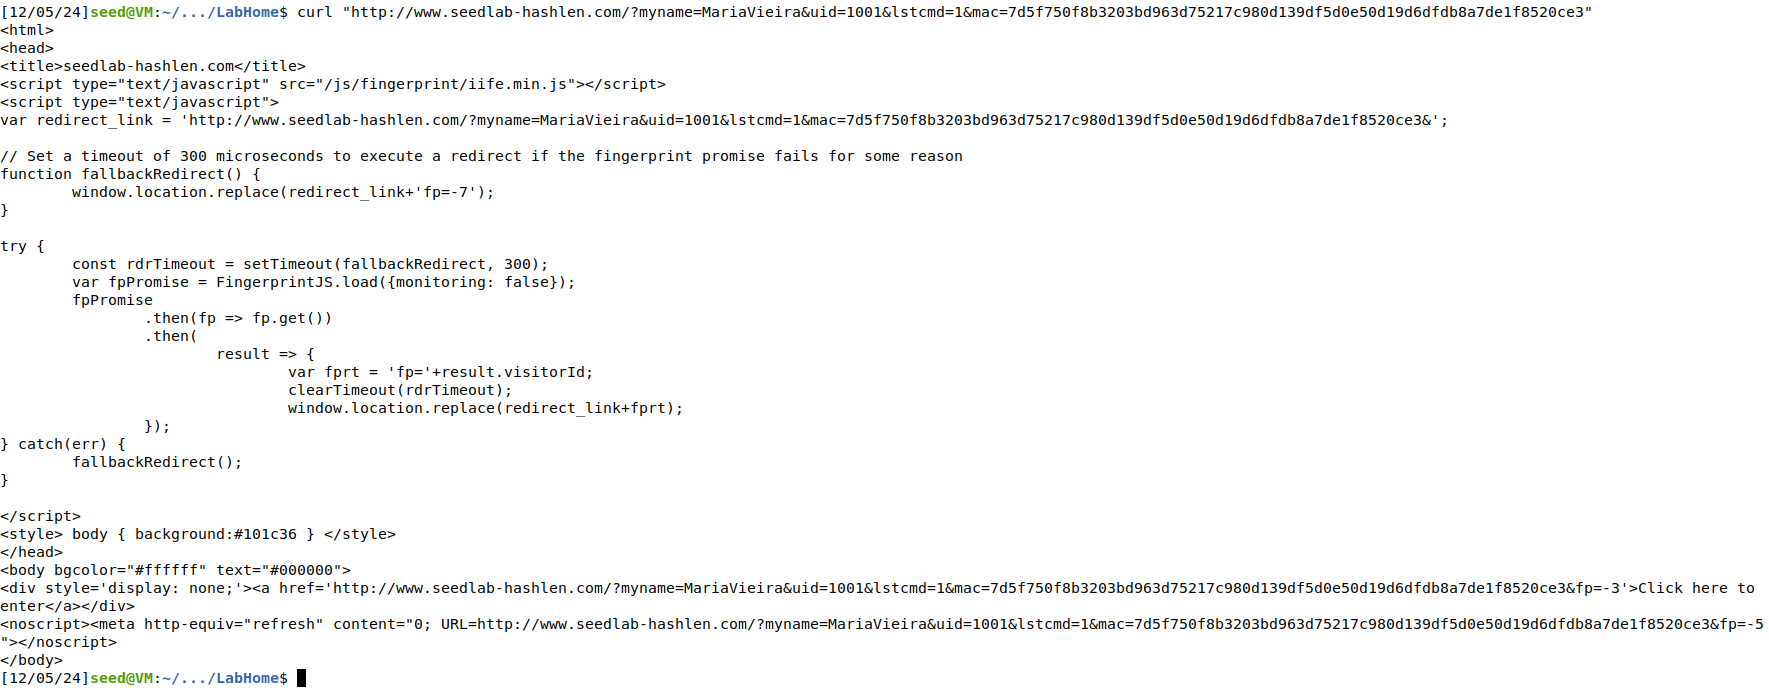 [12/05/24]seed@VM:~/.../LabHome$ curl "http://www.seedlab-hashlen.com/?myname=MariaVieira&uid=1001&lstcmd=1&mac=7d5f750f8b3203bd963d75217c980d139df5d0e50d19d6dfdb8a7de1f8520ce3"
<html>
<head>
<title>seedlab-hashlen.com</title>
<script type="text/javascript" src="/js/fingerprint/iife.min.js"></script>
<script type="text/javascript">
var redirect_link = 'http://www.seedlab-hashlen.com/?myname=MariaVieira&uid=1001&lstcmd=1&mac=7d5f750f8b3203bd963d75217c980d139df5d0e50d19d6dfdb8a7de1f8520ce3&';

// Set a timeout of 300 microseconds to execute a redirect if the fingerprint promise fails for some reason
function fallbackRedirect() {
        window.location.replace(redirect_link+'fp=-7');
}

try {
        const rdrTimeout = setTimeout(fallbackRedirect, 300);
        var fpPromise = FingerprintJS.load({monitoring: false});
        fpPromise
                .then(fp => fp.get())
                .then(
                        result => {
                                var fprt = 'fp='+result.visitorId;
                                clearTimeout(rdrTimeout);
                                window.location.replace(redirect_link+fprt);
                });
} catch(err) {
        fallbackRedirect();
}

</script>
<style> body { background:#101c36 } </style>
</head>
<body bgcolor="#ffffff" text="#000000">
<div style='display: none;'><a href='http://www.seedlab-hashlen.com/?myname=MariaVieira&uid=1001&lstcmd=1&mac=7d5f750f8b3203bd963d75217c980d139df5d0e50d19d6dfdb8a7de1f8520ce3&fp=-3'>Click here to
enter</a></div>
<noscript><meta http-equiv="refresh" content="0; URL=http://www.seedlab-hashlen.com/?myname=MariaVieira&uid=1001&lstcmd=1&mac=7d5f750f8b3203bd963d75217c980d139df5d0e50d19d6dfdb8a7de1f8520ce3&fp=-5
"></noscript>
</body>
[12/05/24]seed@VM:~/.../LabHome$